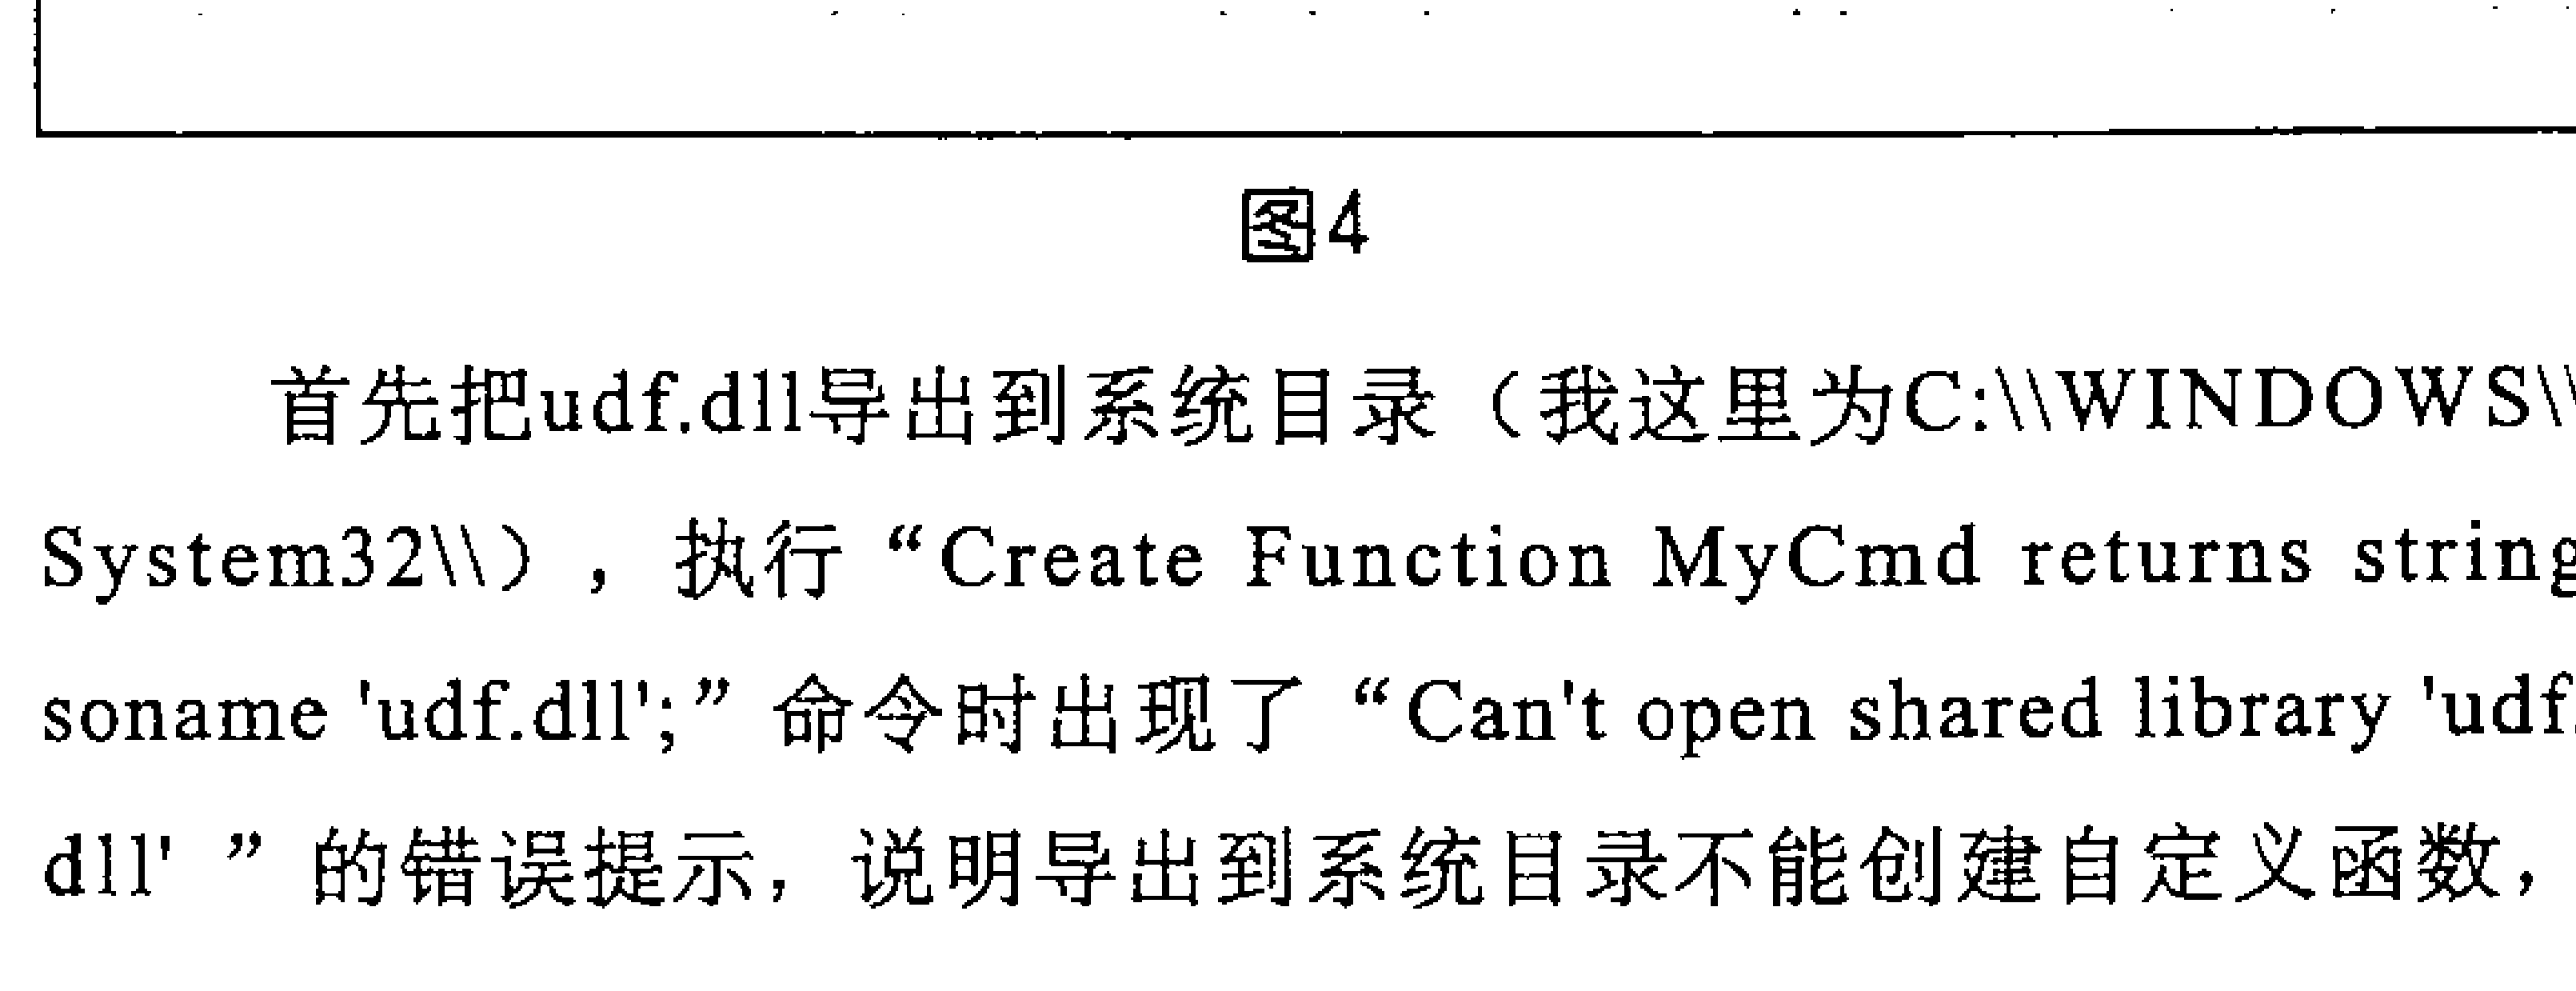 图4
首先把udf.dll导出到系统目录（我这里为C:\\WINDOWS\\
System32\\），执行“Create Function MyCmd returns string
soname 'udf.dll';”命令时出现了“Can't open shared library 'udf.
dll' ”的错误提示，说明导出到系统目录不能创建自定义函数，